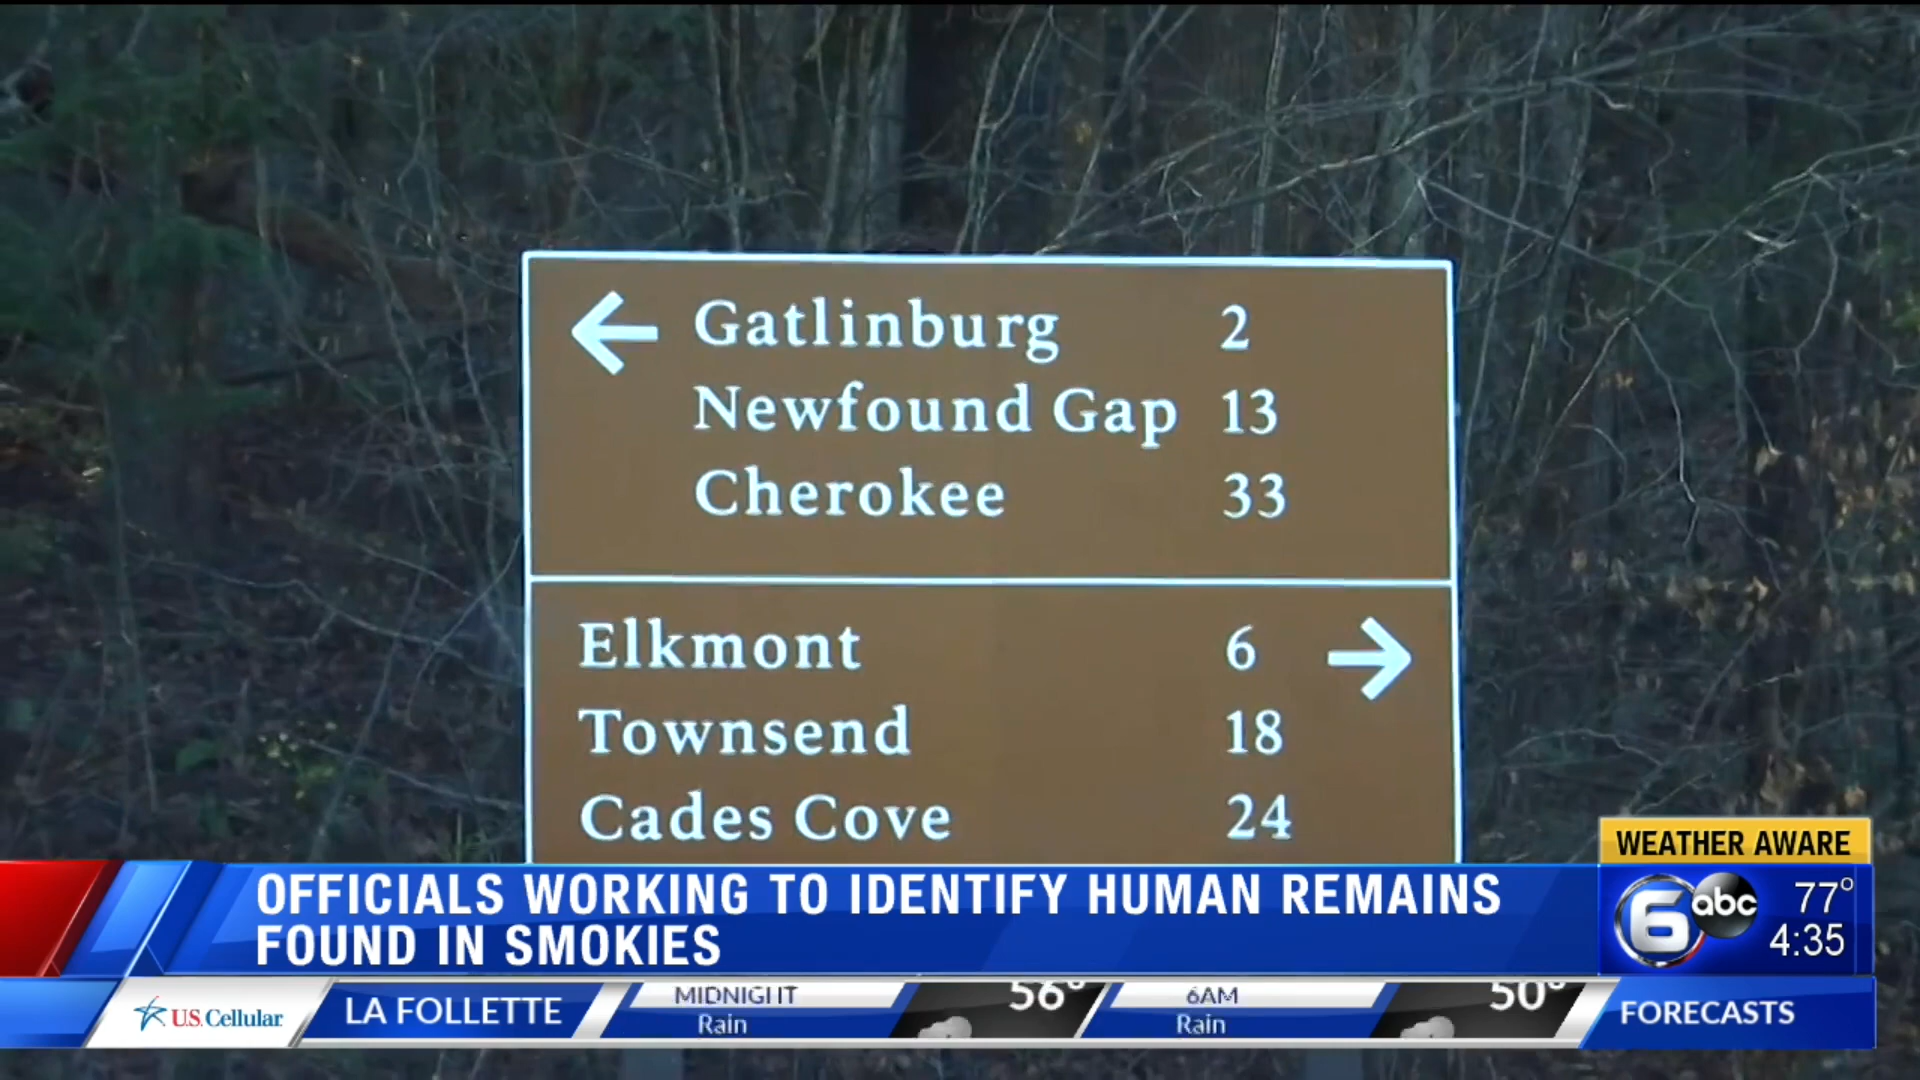 ← Gatlinburg 2
Newfound Gap 13
Cherokee 33
Elkmont 6 →
Townsend 18
Cades Cove 24
WEATHER AWARE
OFFICIALS WORKING TO IDENTIFY HUMAN REMAINS
FOUND IN SMOKIES
6 abc 77°
4:35
U.S. Cellular
LA FOLLETTE
MIDNIGHT
Rain
56°
6AM
Rain
50°
FORECASTS